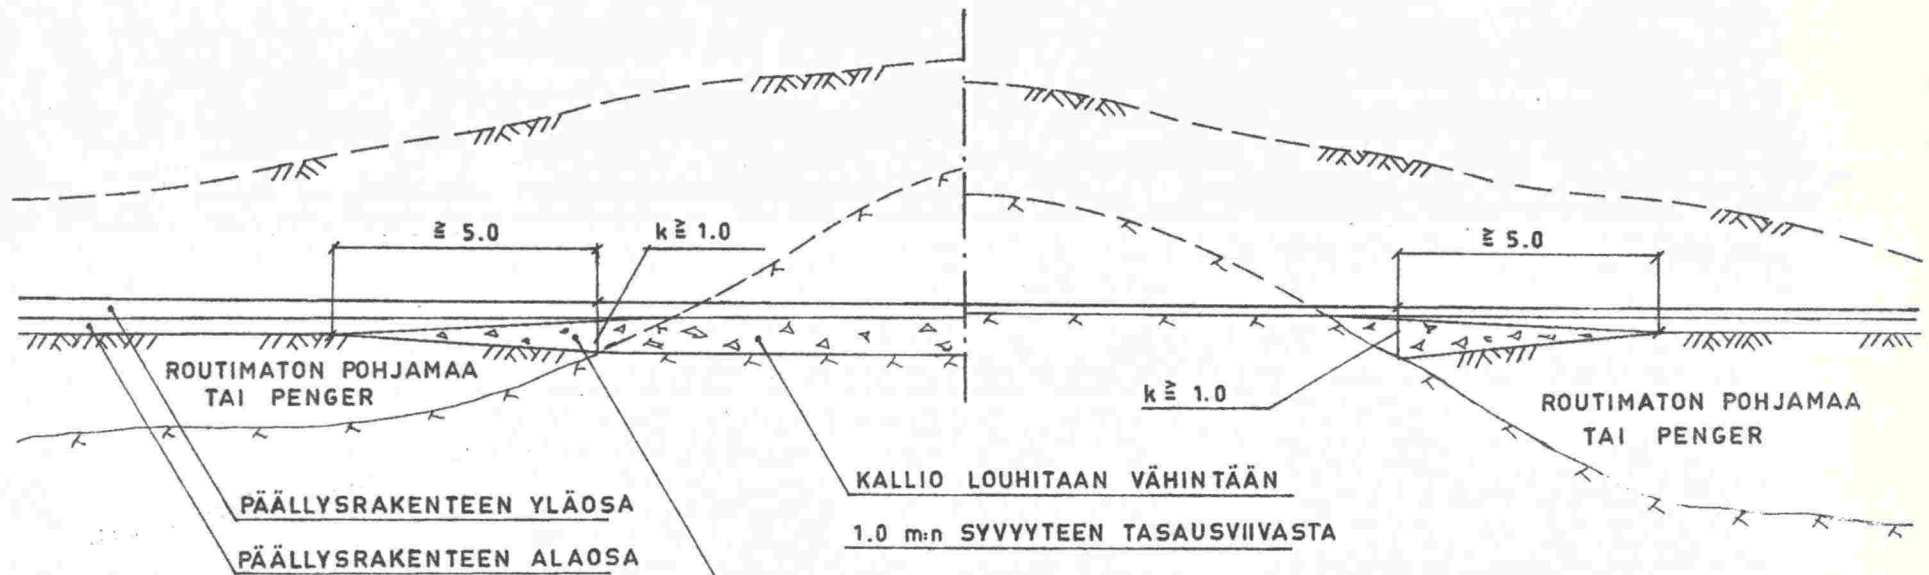 ≧ 5.0
k ≧ 1.0
≧ 5.0
ROUTIMATON POHJAMAA
TAI PENGER
k ≧ 1.0
ROUTIMATON POHJAMAA
TAI PENGER
KALLIO LOUHITAAN VÄHINTÄÄN
1.0 m:n SYVYYTEEN TASAUSVIIVASTA
PÄÄLLYSRAKENTEEN YLÄOSA
PÄÄLLYSRAKENTEEN ALAOSA